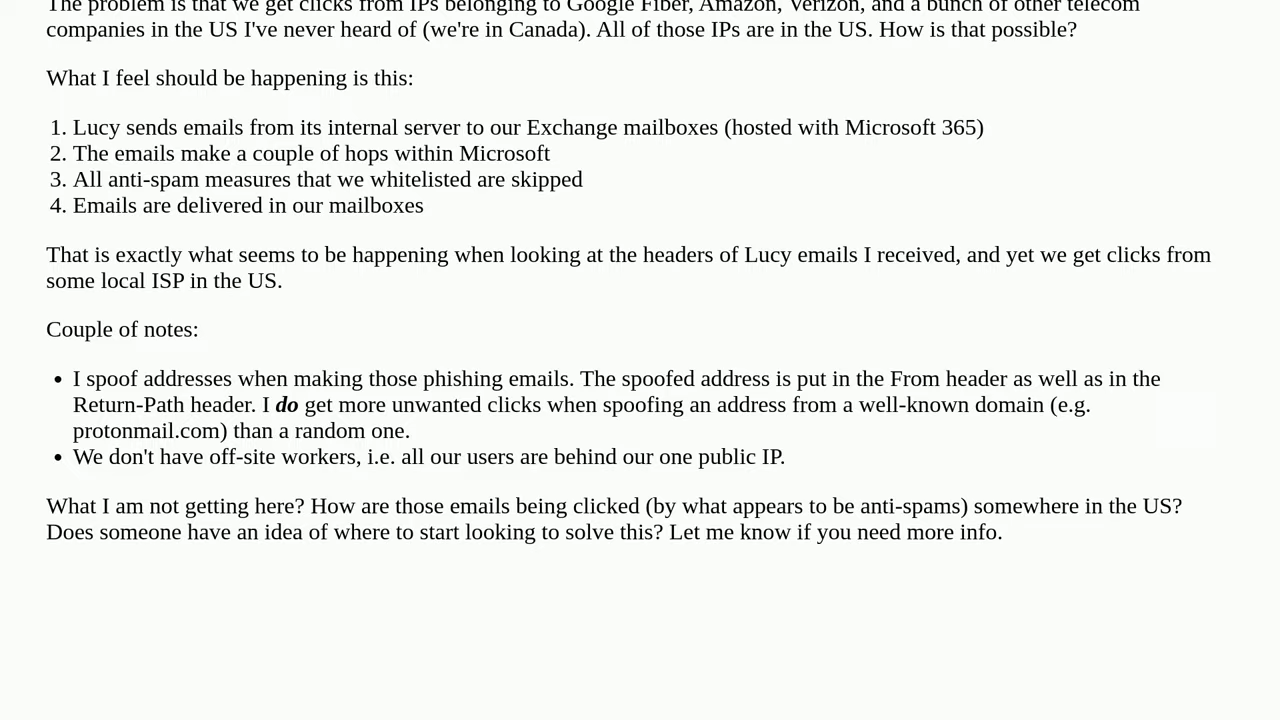 The problem is that we get clicks from IPs belonging to Google Fiber, Amazon, Verizon, and a bunch of other telecom
companies in the US I've never heard of (we're in Canada). All of those IPs are in the US. How is that possible?
What I feel should be happening is this:
1. Lucy sends emails from its internal server to our Exchange mailboxes (hosted with Microsoft 365)
2. The emails make a couple of hops within Microsoft
3. All anti-spam measures that we whitelisted are skipped
4. Emails are delivered in our mailboxes
That is exactly what seems to be happening when looking at the headers of Lucy emails I received, and yet we get clicks from
some local ISP in the US.
Couple of notes:
• I spoof addresses when making those phishing emails. The spoofed address is put in the From header as well as in the
Return-Path header. I do get more unwanted clicks when spoofing an address from a well-known domain (e.g.
protonmail.com) than a random one.
• We don't have off-site workers, i.e. all our users are behind our one public IP.
What I am not getting here? How are those emails being clicked (by what appears to be anti-spams) somewhere in the US?
Does someone have an idea of where to start looking to solve this? Let me know if you need more info.